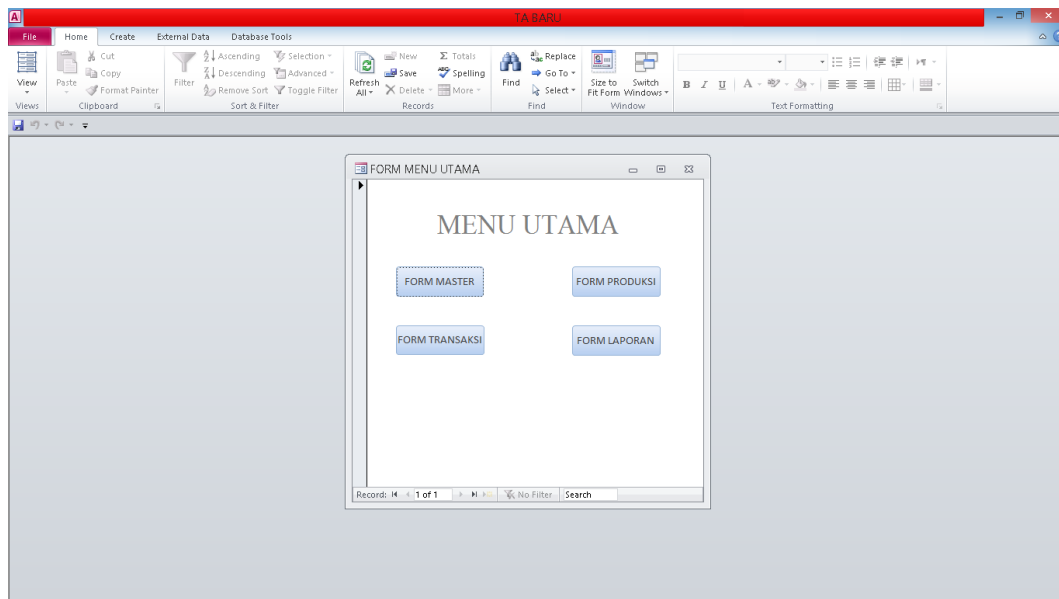 A TA BARU
File Home Create External Data Database Tools
View Paste Cut Copy Format Painter Filter Ascending Descending Remove Sort Selection Advanced Toggle Filter Refresh All New Save Delete Totals Spelling More Find Replace Go To Select Size to Fit Form Switch Windows B I U A
Views Clipboard Sort & Filter Records Find Window Text Formatting
FORM MENU UTAMA
MENU UTAMA
FORM MASTER FORM PRODUKSI
FORM TRANSAKSI FORM LAPORAN
Record: 1 of 1 No Filter Search